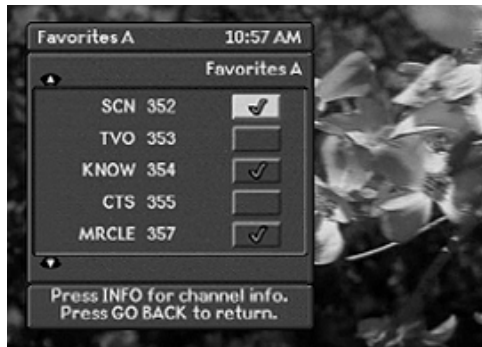 Favorites A 10:57 AM
Favorites A
SCN 352
TVO 353
KNOW 354
CTS 355
MRCLE 357
Press INFO for channel info.
Press GO BACK to return.